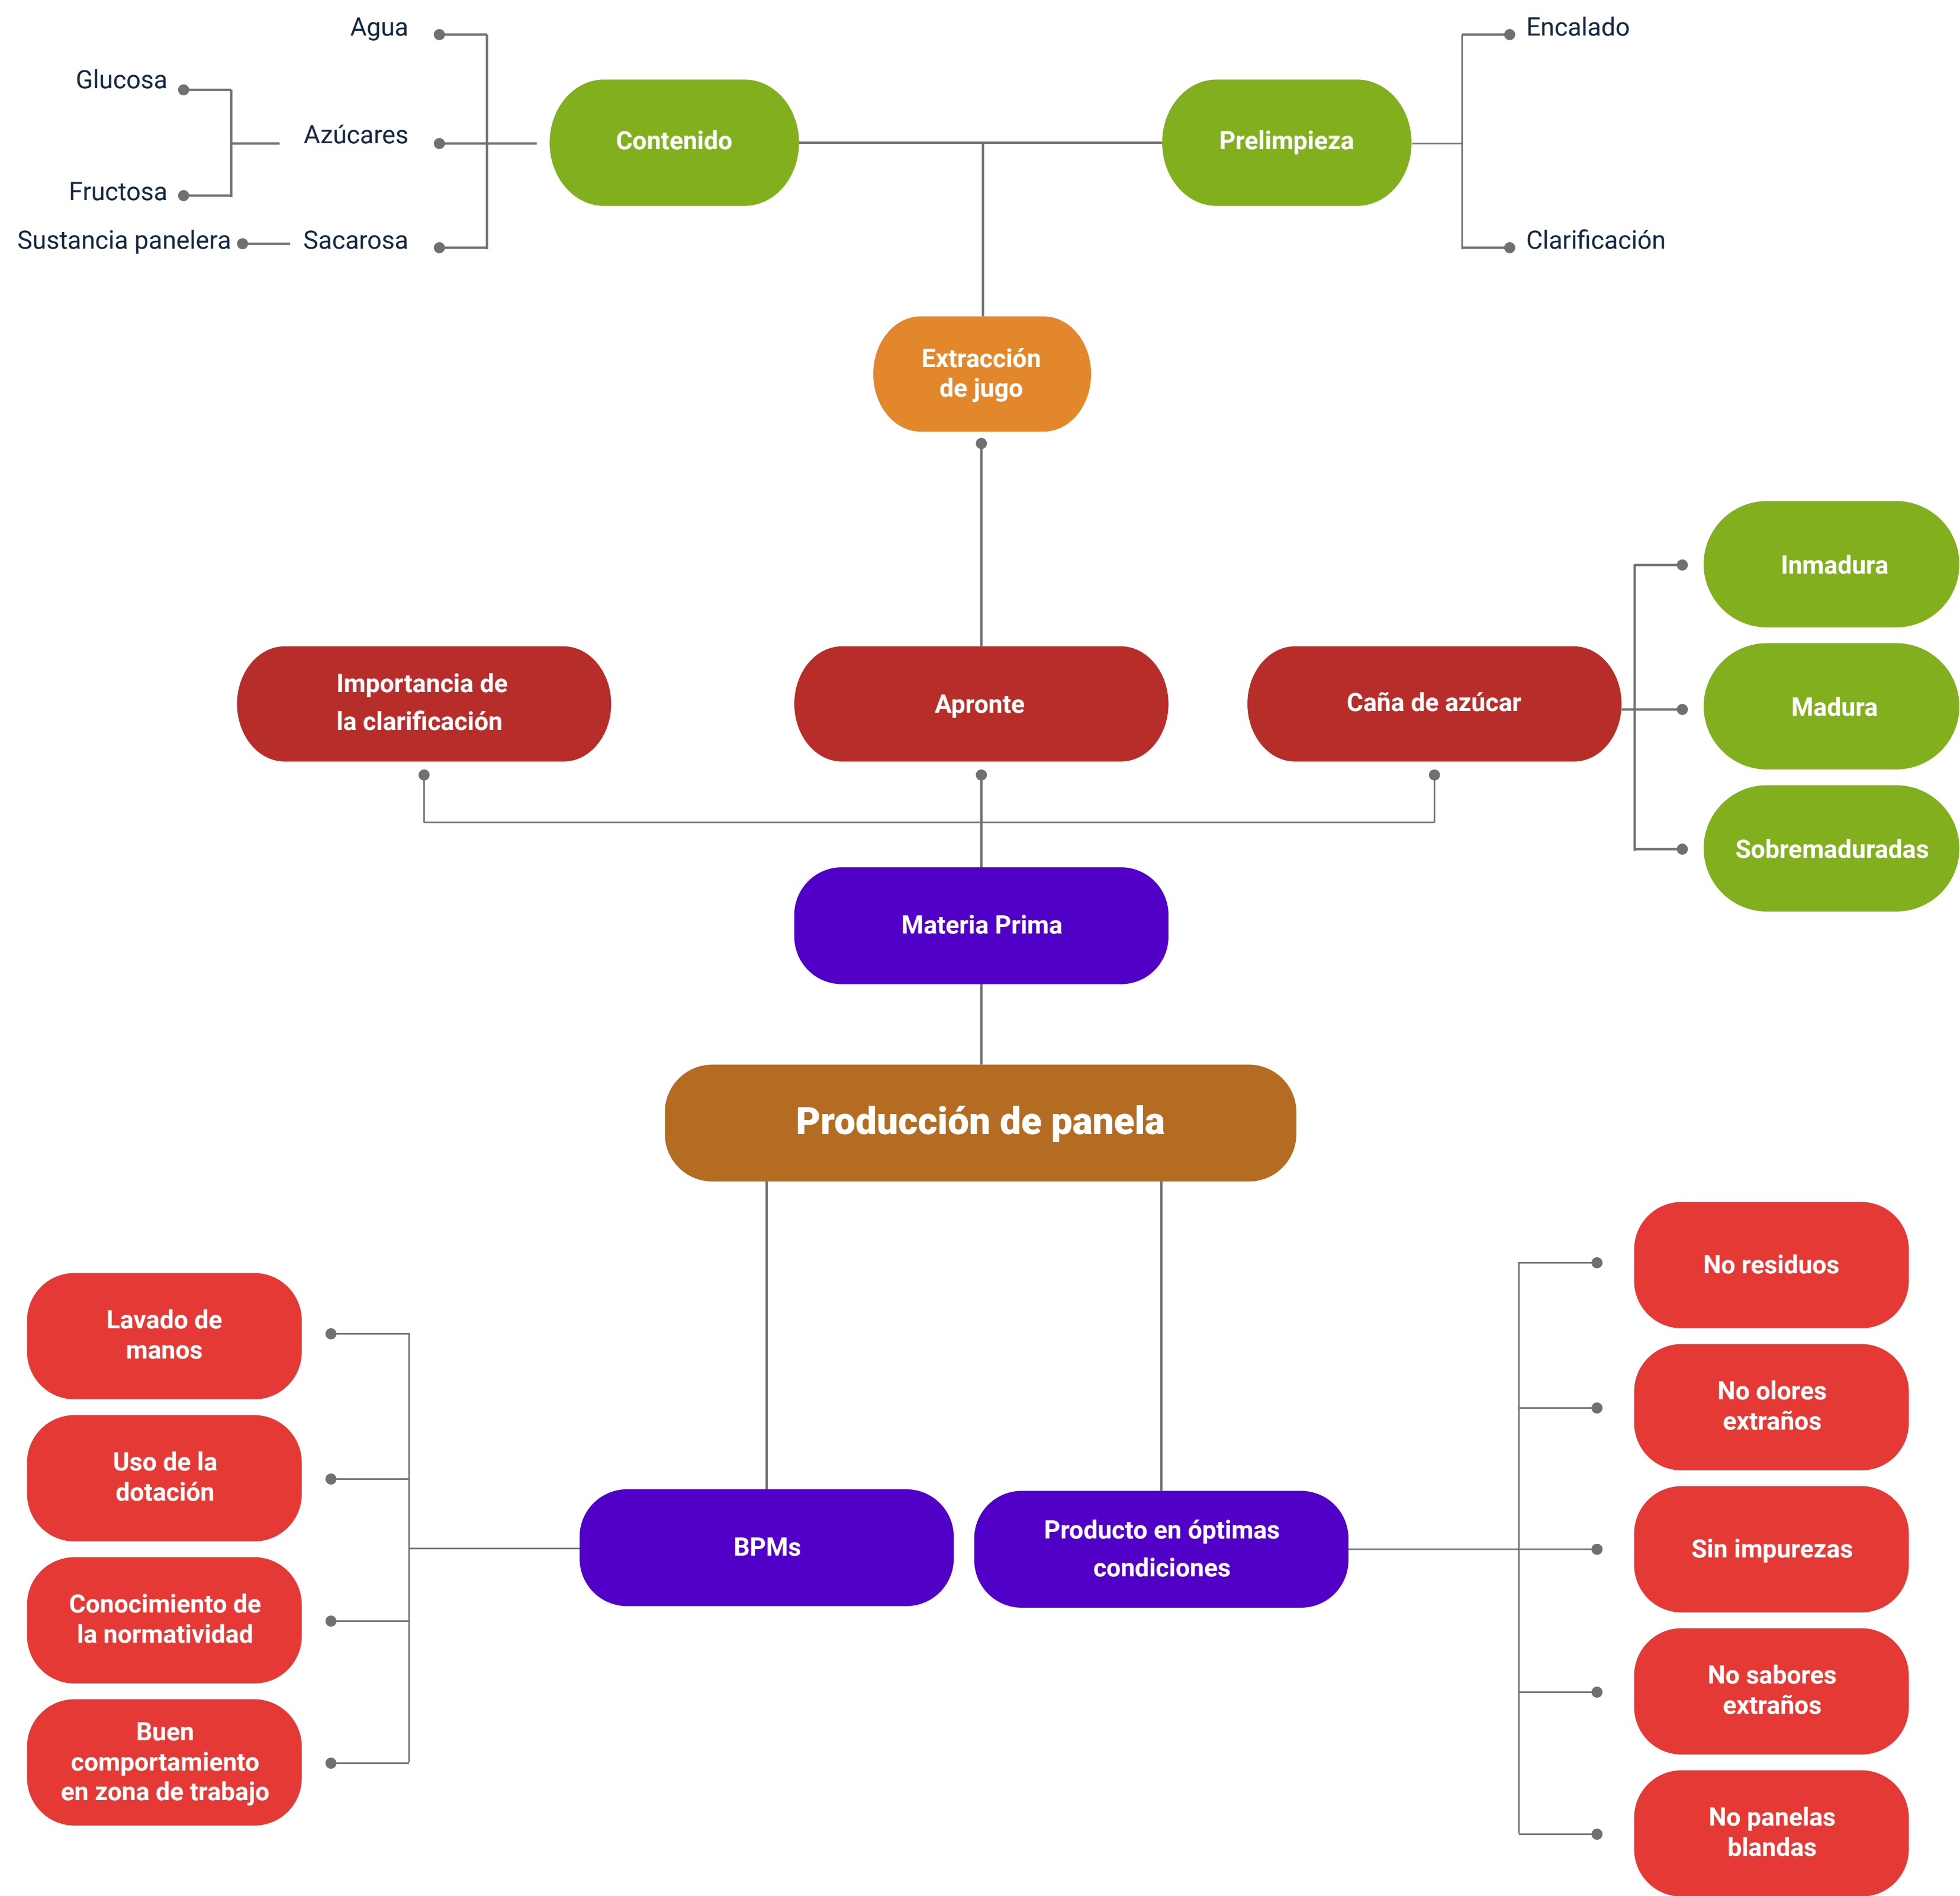 Agua
Encalado
Glucosa
Azúcares
Contenido
Prelimpieza
Fructosa
Sustancia panelera
Sacarosa
Clarificación
Extracción
de jugo
Inmadura
Importancia de
la clarificación
Apronte
Caña de azúcar
Madura
Sobremaduradas
Materia Prima
Producción de panela
No residuos
Lavado de
manos
No olores
extraños
Uso de la
dotación
BPMs
Producto en óptimas
condiciones
Sin impurezas
Conocimiento de
la normatividad
No sabores
extraños
Buen
comportamiento
en zona de trabajo
No panelas
blandas